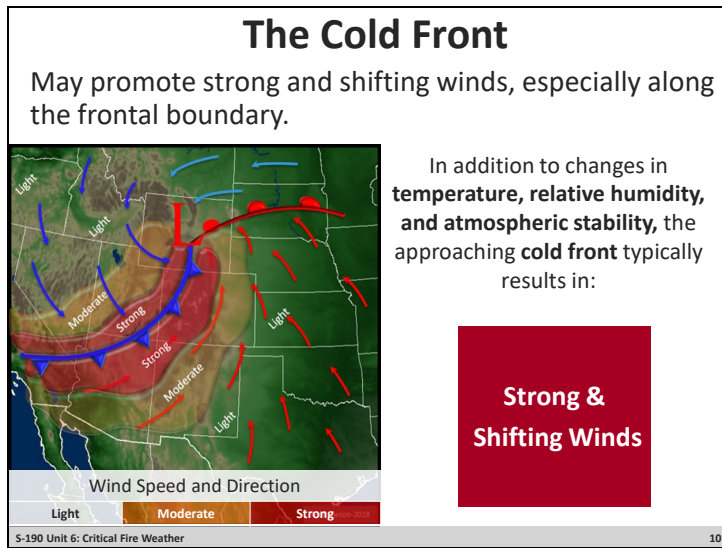 The Cold Front
May promote strong and shifting winds, especially along
the frontal boundary.
Light
Light
Moderate
Strong
L
Strong
Moderate
Light
Light
Wind Speed and Direction
Light Moderate Strong
In addition to changes in
temperature, relative humidity,
and atmospheric stability, the
approaching cold front typically
results in:
Strong &
Shifting Winds
S-190 Unit 6: Critical Fire Weather 10